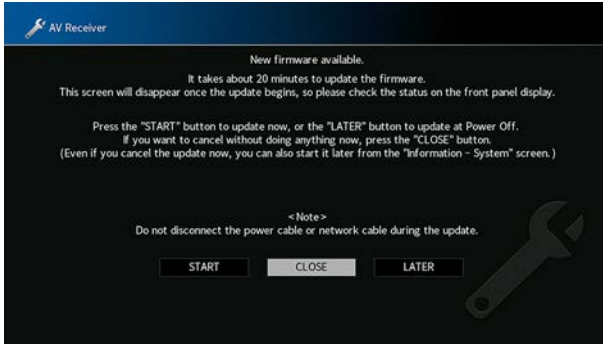 AV Receiver
New firmware available.
It takes about 20 minutes to update the firmware.
This screen will disappear once the update begins, so please check the status on the front panel display.
Press the "START" button to update now, or the "LATER" button to update at Power Off.
If you want to cancel without doing anything now, press the "CLOSE" button.
(Even if you cancel the update now, you can also start it later from the "Information – System" screen.)
<Note>
Do not disconnect the power cable or network cable during the update.
START CLOSE LATER